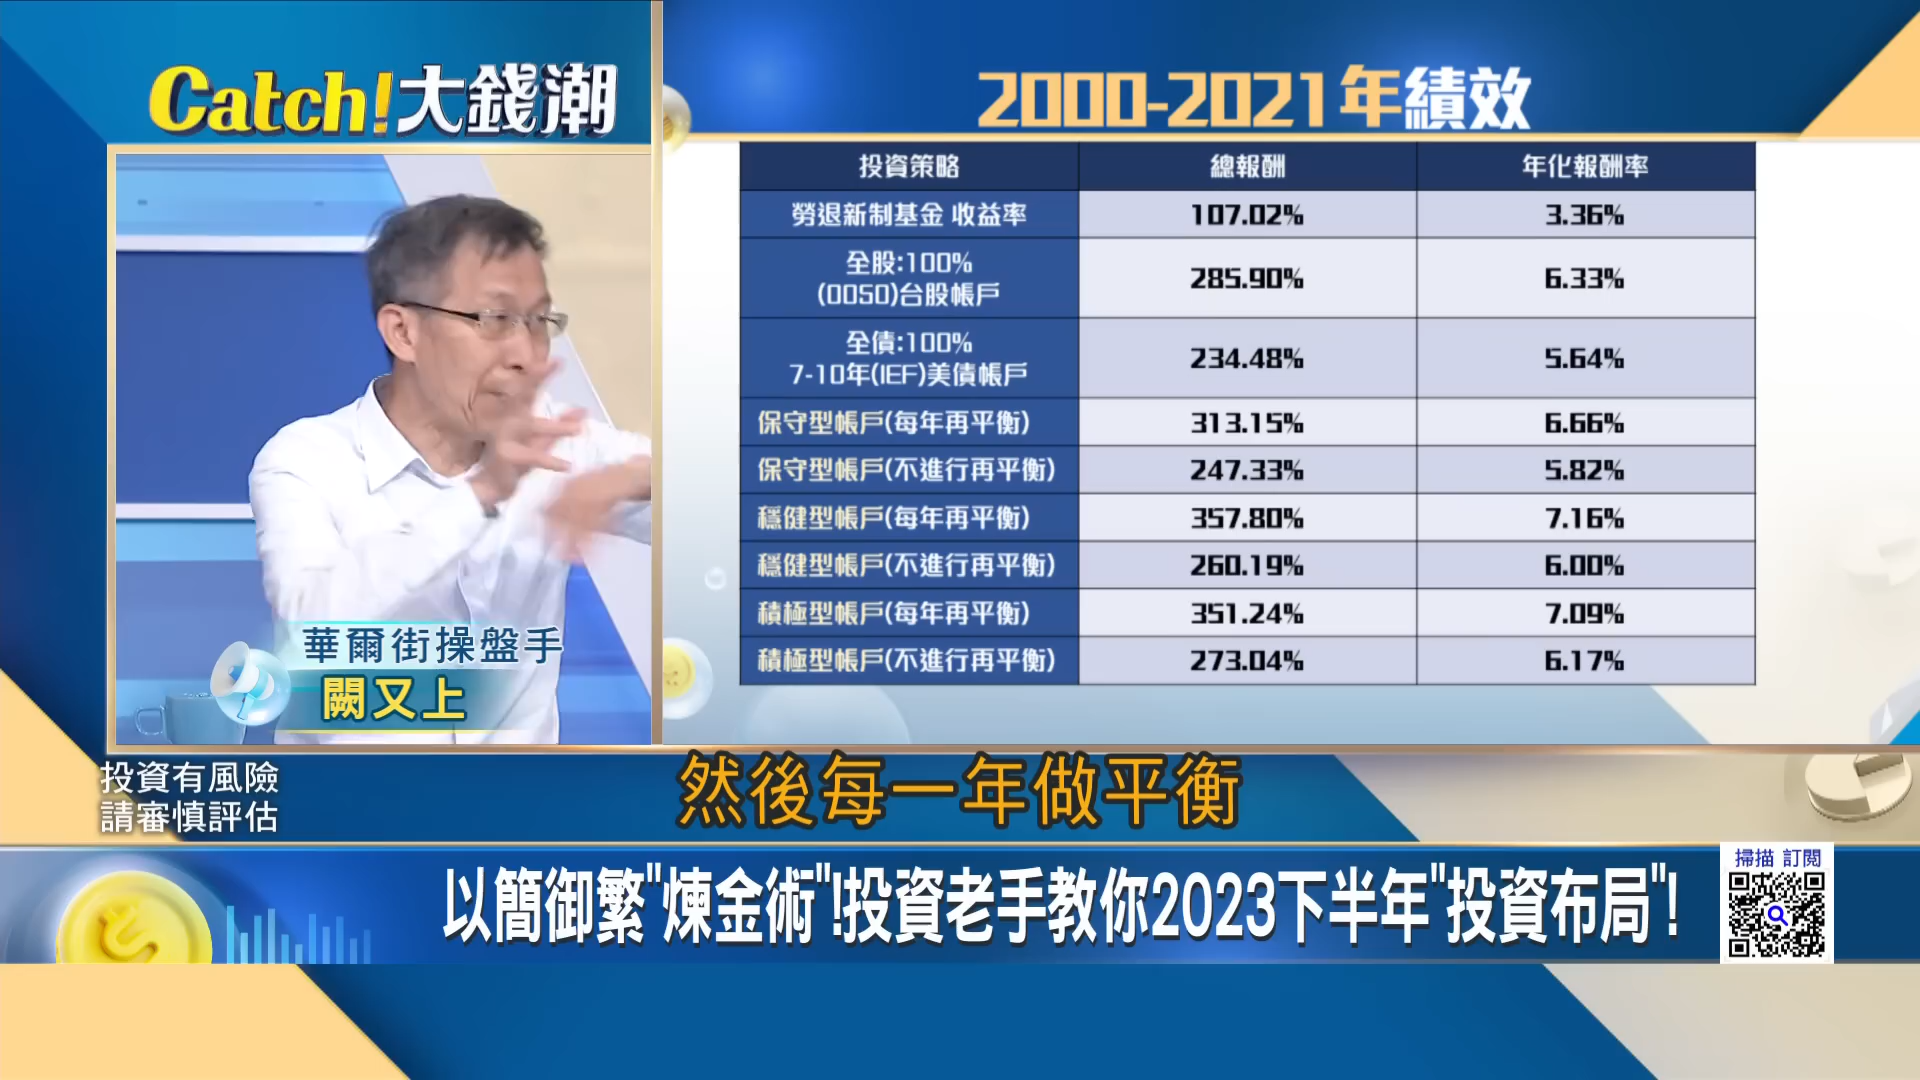 Catch!大錢潮
2000-2021年績效
投資策略 總報酬 年化報酬率
勞退新制基金 收益率 107.02% 3.36%
全股:100%
(0050)台股帳戶 285.90% 6.33%
全債:100%
7-10年(IEF)美債帳戶 234.48% 5.64%
保守型帳戶(每年再平衡) 313.15% 6.66%
保守型帳戶(不進行再平衡) 247.33% 5.82%
穩健型帳戶(每年再平衡) 357.80% 7.16%
穩健型帳戶(不進行再平衡) 260.19% 6.00%
積極型帳戶(每年再平衡) 351.24% 7.09%
積極型帳戶(不進行再平衡) 273.04% 6.17%
華爾街操盤手
闕又上
投資有風險
請審慎評估
然後每一年做平衡
以簡御繁"煉金術"!投資老手教你2023下半年"投資布局"!
掃描 訂閱